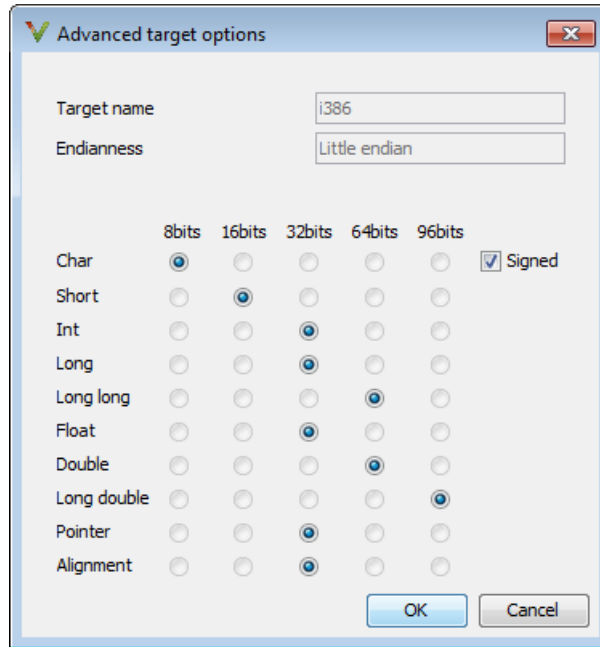 Advanced target options
Target name i386
Endianness Little endian
8bits 16bits 32bits 64bits 96bits
Char Signed
Short
Int
Long
Long long
Float
Double
Long double
Pointer
Alignment
OK Cancel